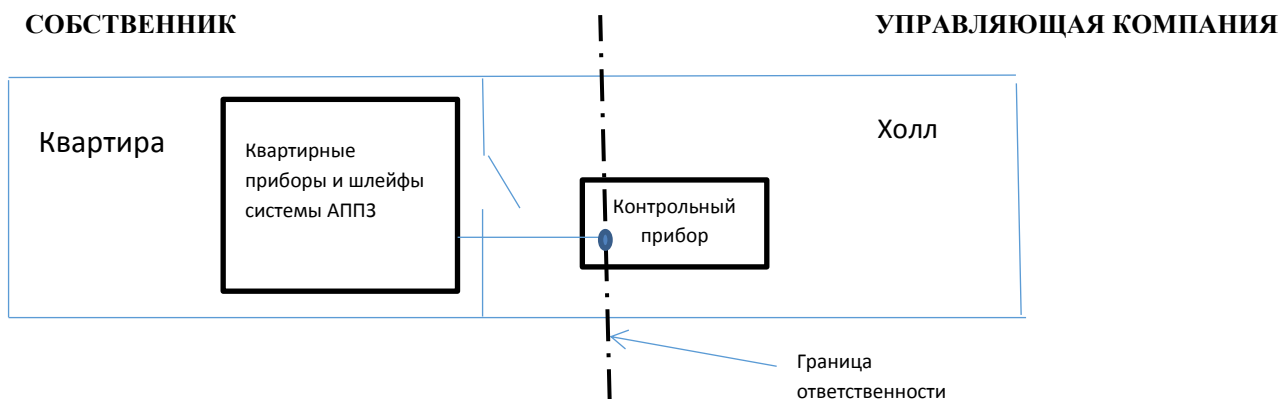 СОБСТВЕННИК
УПРАВЛЯЮЩАЯ КОМПАНИЯ
Квартира
Квартирные
приборы и шлейфы
системы АППЗ
Холл
Контрольный
прибор
Граница
ответственности